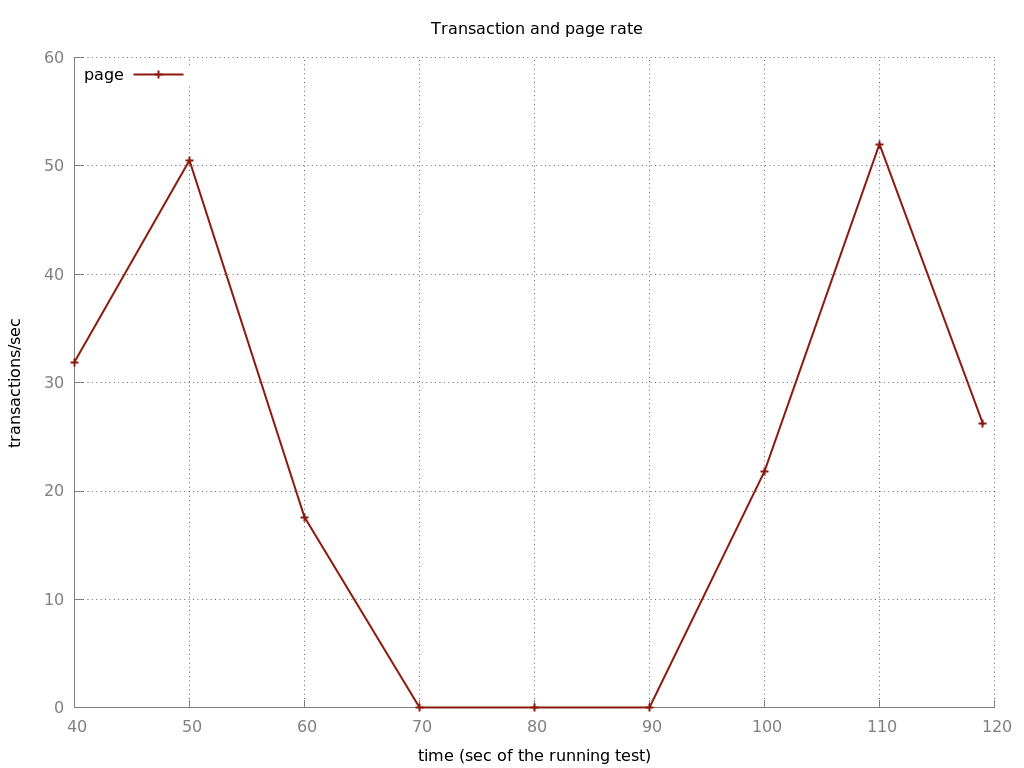 Transaction and page rate
60
page
50
40
30
20
10
0
transactions/sec
40 50 60 70 80 90 100 110 120
time (sec of the running test)